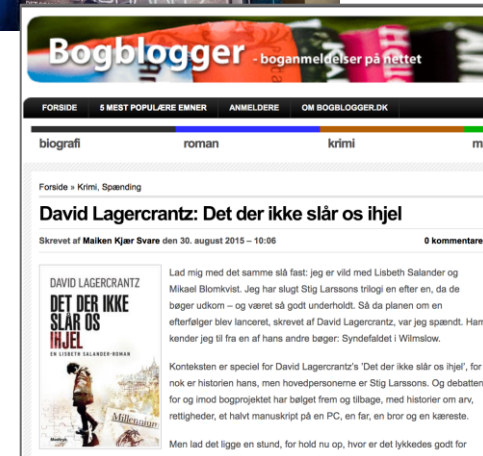 Bogblogger - boganmeldelser på nettet
FORSIDE 5 MEST POPULÆRE EMNER ANMELDERE OM BOGBLOGGER.DK
biografi roman krimi m
Forside » Krimi, Spænding
David Lagercrantz: Det der ikke slår os ihjel
Skrevet af Maiken Kjær Svare den 30. august 2015 – 10:06 0 kommentare
DAVID LAGERCRANTZ
DET DER IKKE
SLÅR OS
IHJEL
EN LISBETH SALANDER-ROMAN
Millennium
Modtryk
Lad mig med det samme slå fast: jeg er vild med Lisbeth Salander og
Mikael Blomkvist. Jeg har slugt Stig Larssons trilogi en efter en, da de
bøger udkom – og været så godt underholdt. Så da planen om en
efterfølger blev lanceret, skrevet af David Lagercrantz, var jeg spændt. Ham
kender jeg til fra en af hans andre bøger: Syndefaldet i Wilmslow.
Konteksten er speciel for David Lagercrantz's 'Det der ikke slår os ihjel', for
nok er historien hans, men hovedpersonerne er Stig Larssons. Og debatten
for og imod bogprojektet har bølget frem og tilbage, med historier om arv,
rettigheder, et halvt manuskript på en PC, en far, en bror og en kæreste.
Men lad det ligge en stund, for hold nu op, hvor er det lykkedes godt for